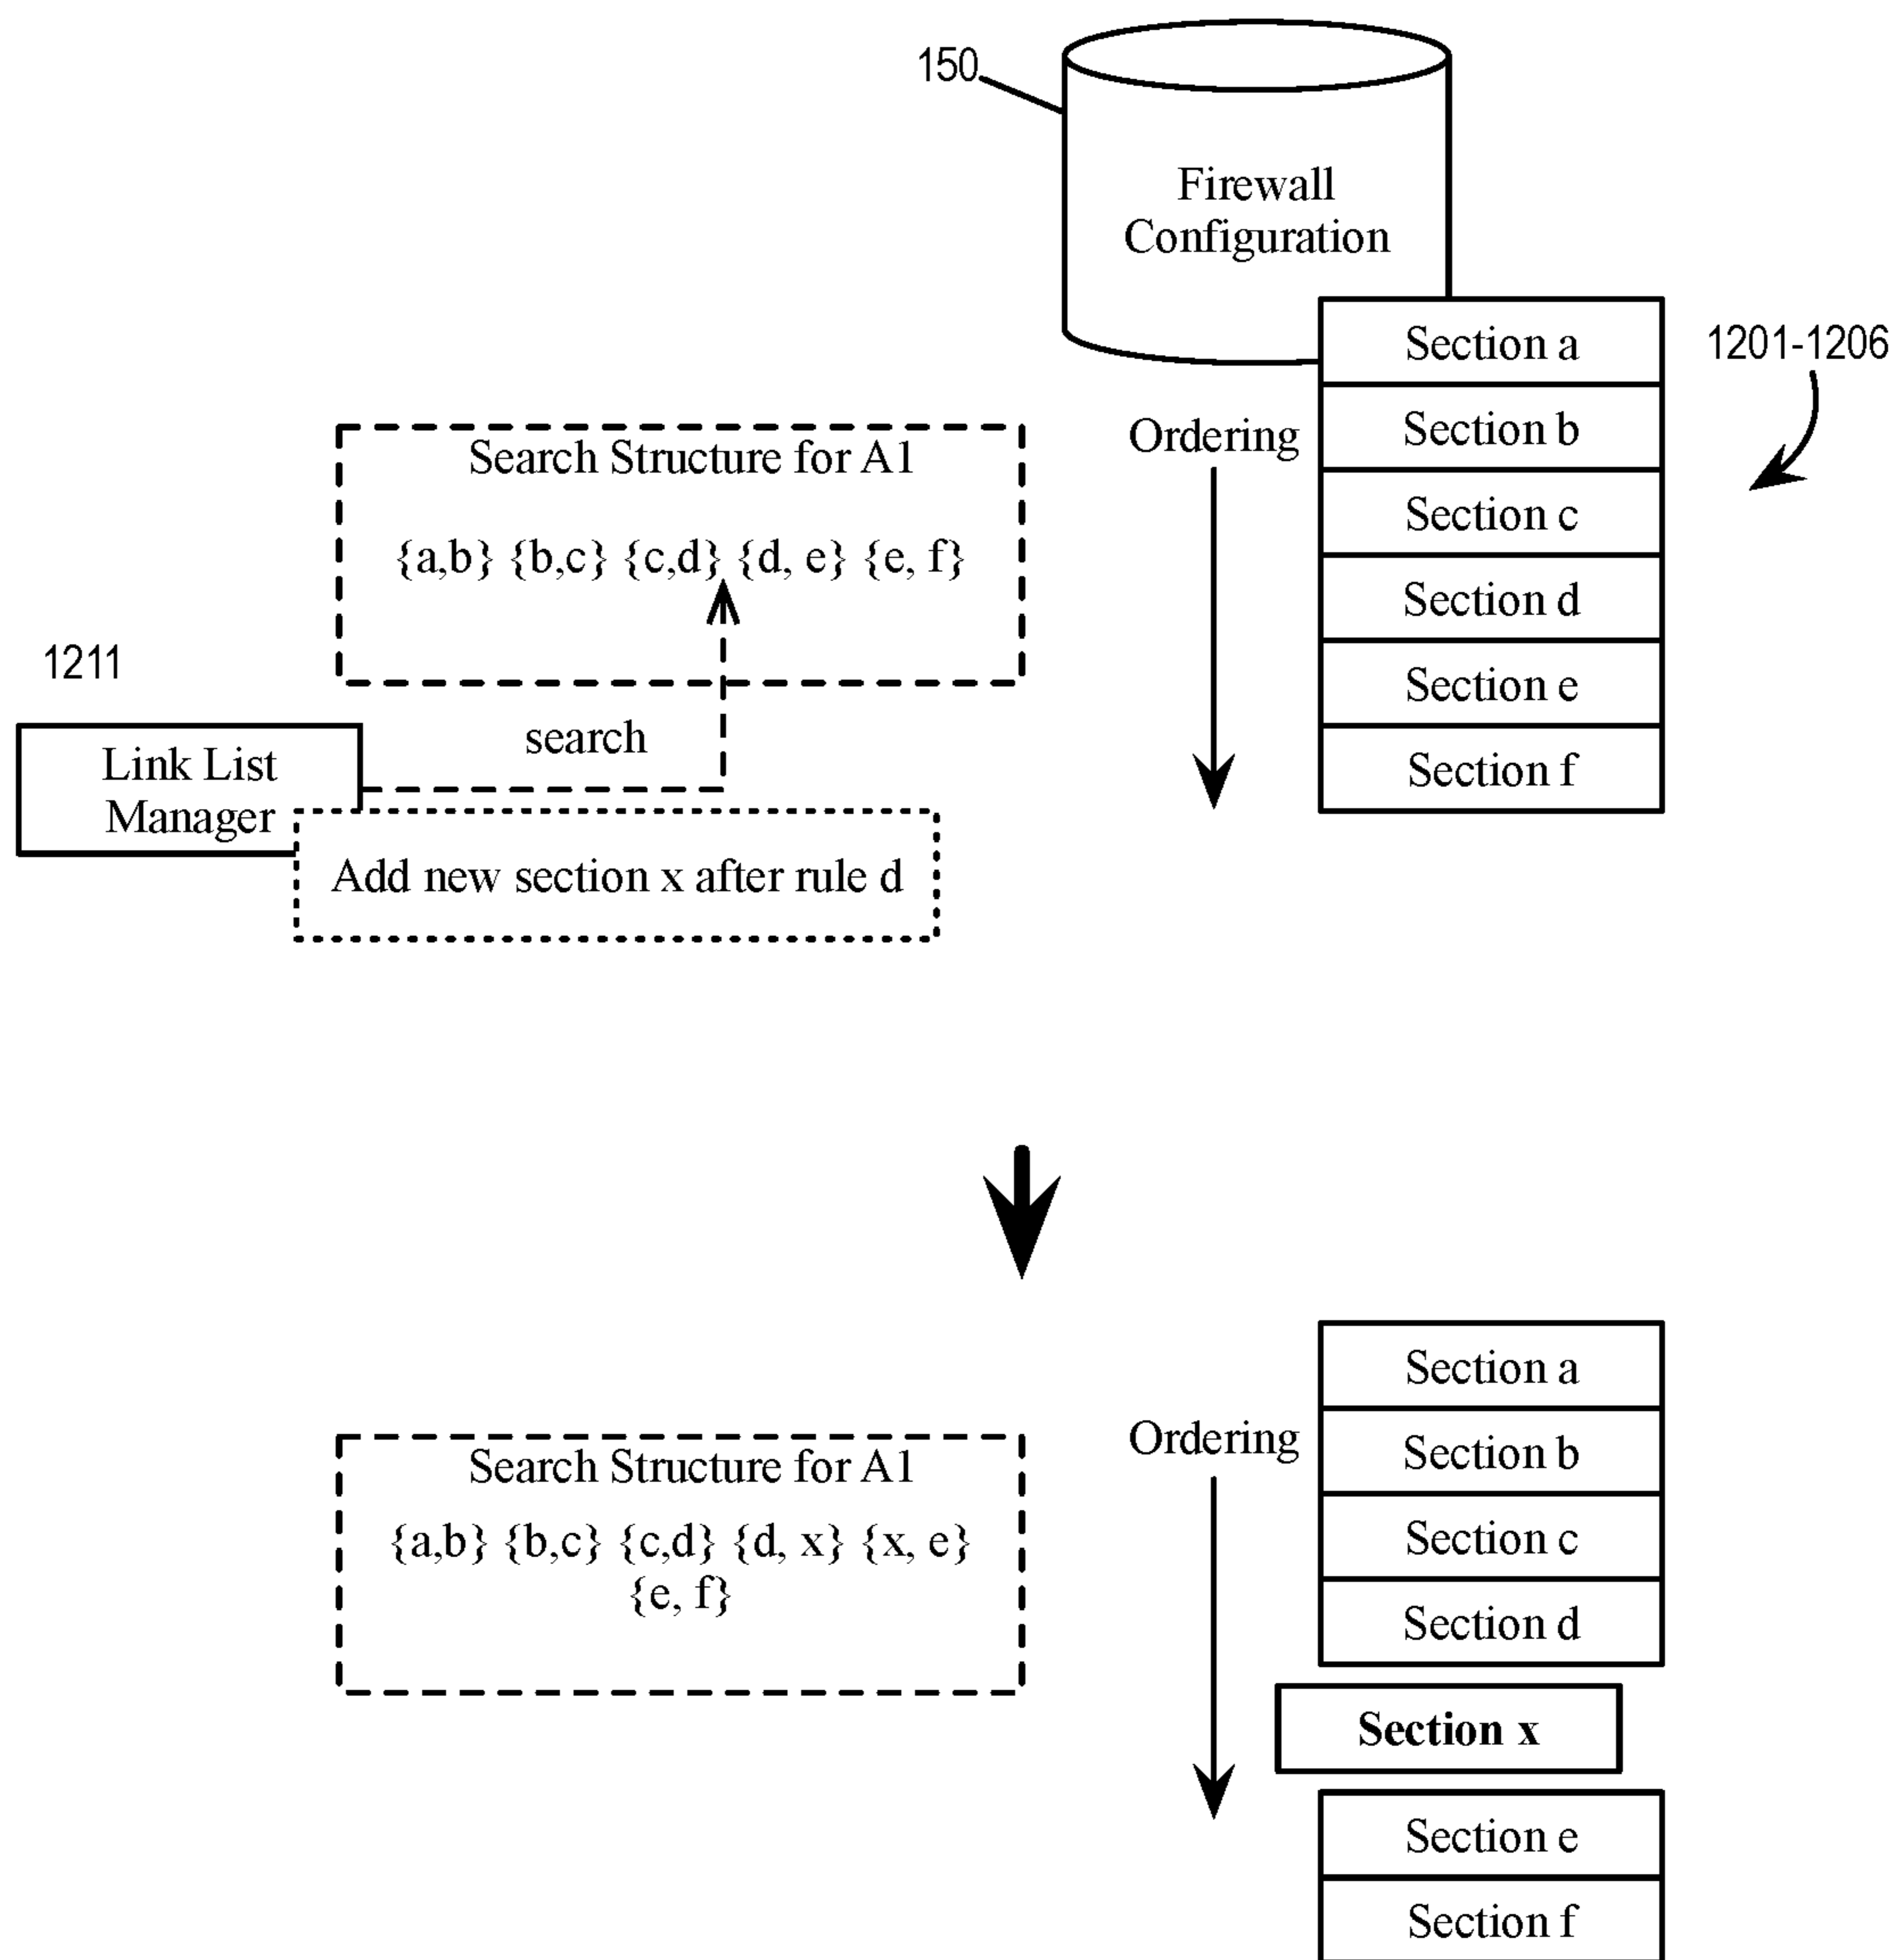 150
Firewall
Configuration
Section a
1201-1206
Section b
Ordering
Search Structure for A1
Section c
{a,b} {b,c} {c,d} {d, e} {e, f}
Section d
1211
Section e
search
Link List
Manager
Section f
Add new section x after rule d
Section a
Ordering
Section b
Search Structure for A1
{a,b} {b,c} {c,d} {d, x} {x, e}
{e, f}
Section c
Section d
Section x
Section e
Section f